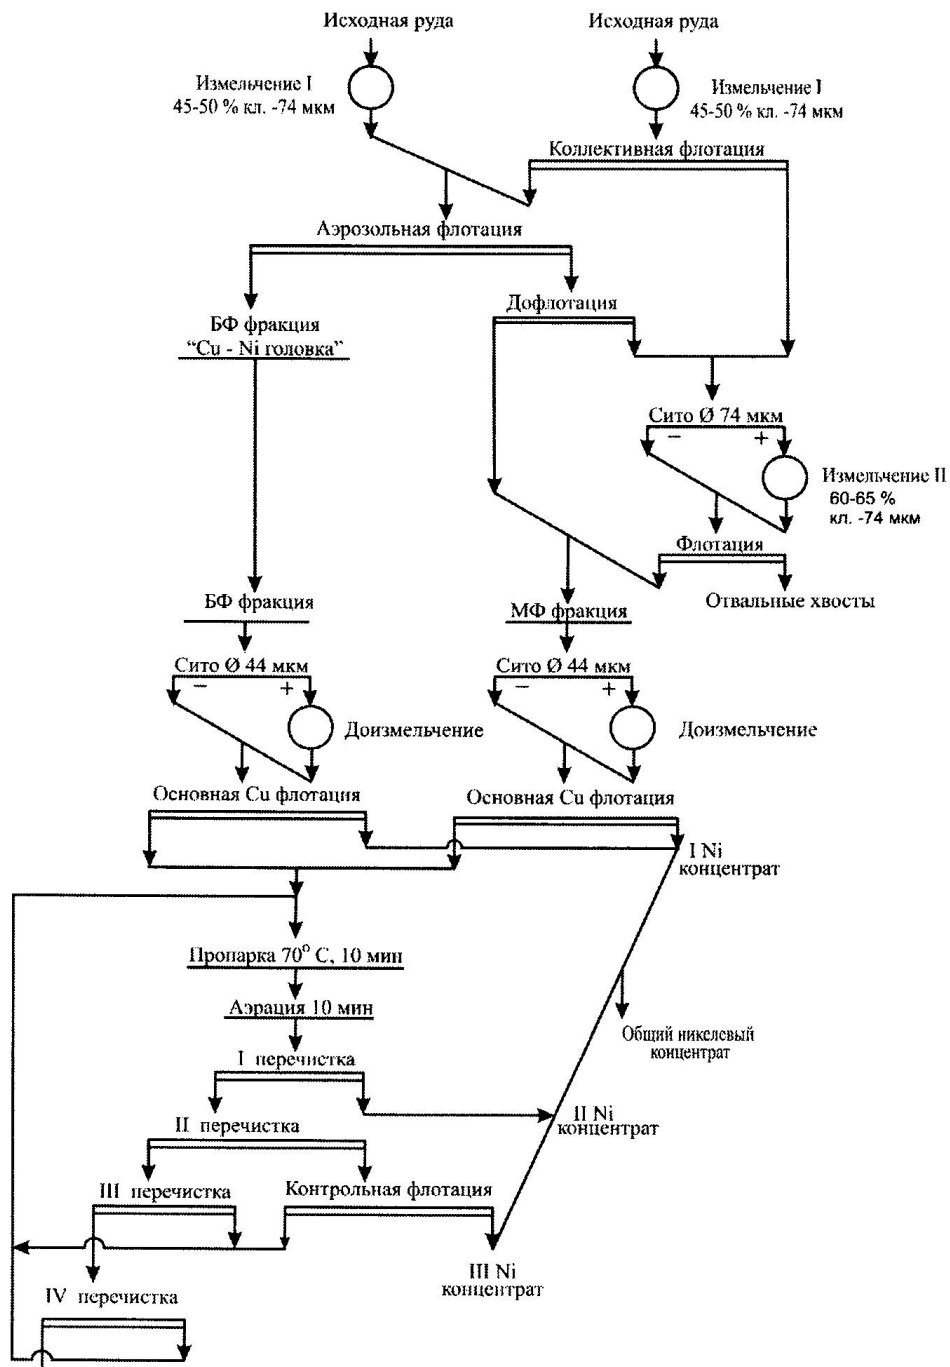 Исходная руда
Исходная руда
Измельчение I
45-50 % кл. -74 мкм
Измельчение I
45-50 % кл. -74 мкм
Коллективная флотация
Аэрозольная флотация
Дофлотация
БФ фракция
“Cu - Ni головка”
Сито Ø 74 мкм
− +
Измельчение II
60-65 %
кл. -74 мкм
Флотация
Отвальные хвосты
БФ фракция
МФ фракция
Сито Ø 44 мкм
− +
Доизмельчение
Сито Ø 44 мкм
− +
Доизмельчение
Основная Cu флотация
Основная Cu флотация
I Ni
концентрат
Пропарка 70° C, 10 мин
Аэрация 10 мин
Общий никелевый
концентрат
I перечистка
II Ni
концентрат
II перечистка
III перечистка
Контрольная флотация
III Ni
концентрат
IV перечистка